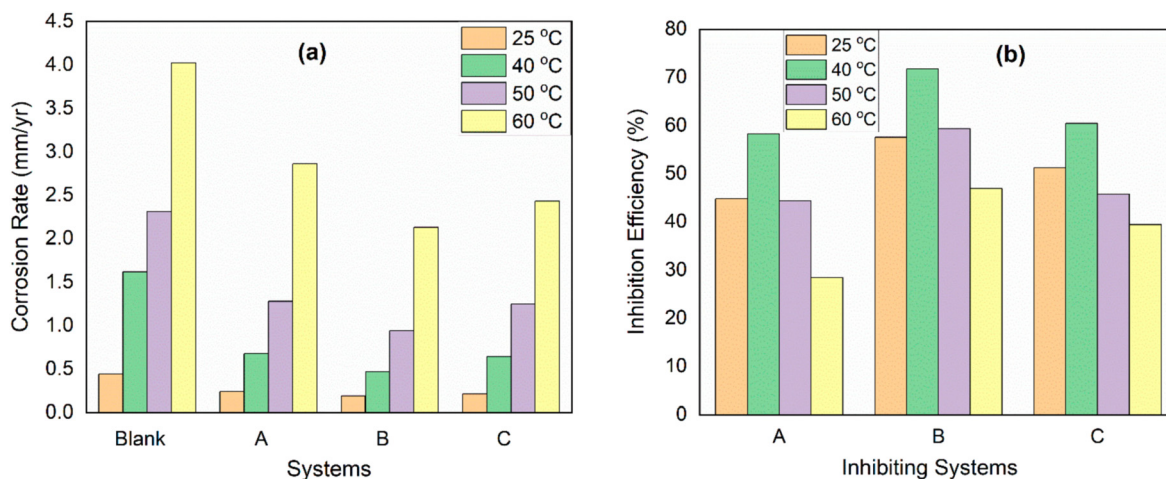 (a)
25 °C
40 °C
50 °C
60 °C
Corrosion Rate (mm/yr)
4.5
4.0
3.5
3.0
2.5
2.0
1.5
1.0
0.5
0.0
Blank A B C
Systems
(b)
25 °C
40 °C
50 °C
60 °C
Inhibition Efficiency (%)
80
70
60
50
40
30
20
10
0
A B C
Inhibiting Systems